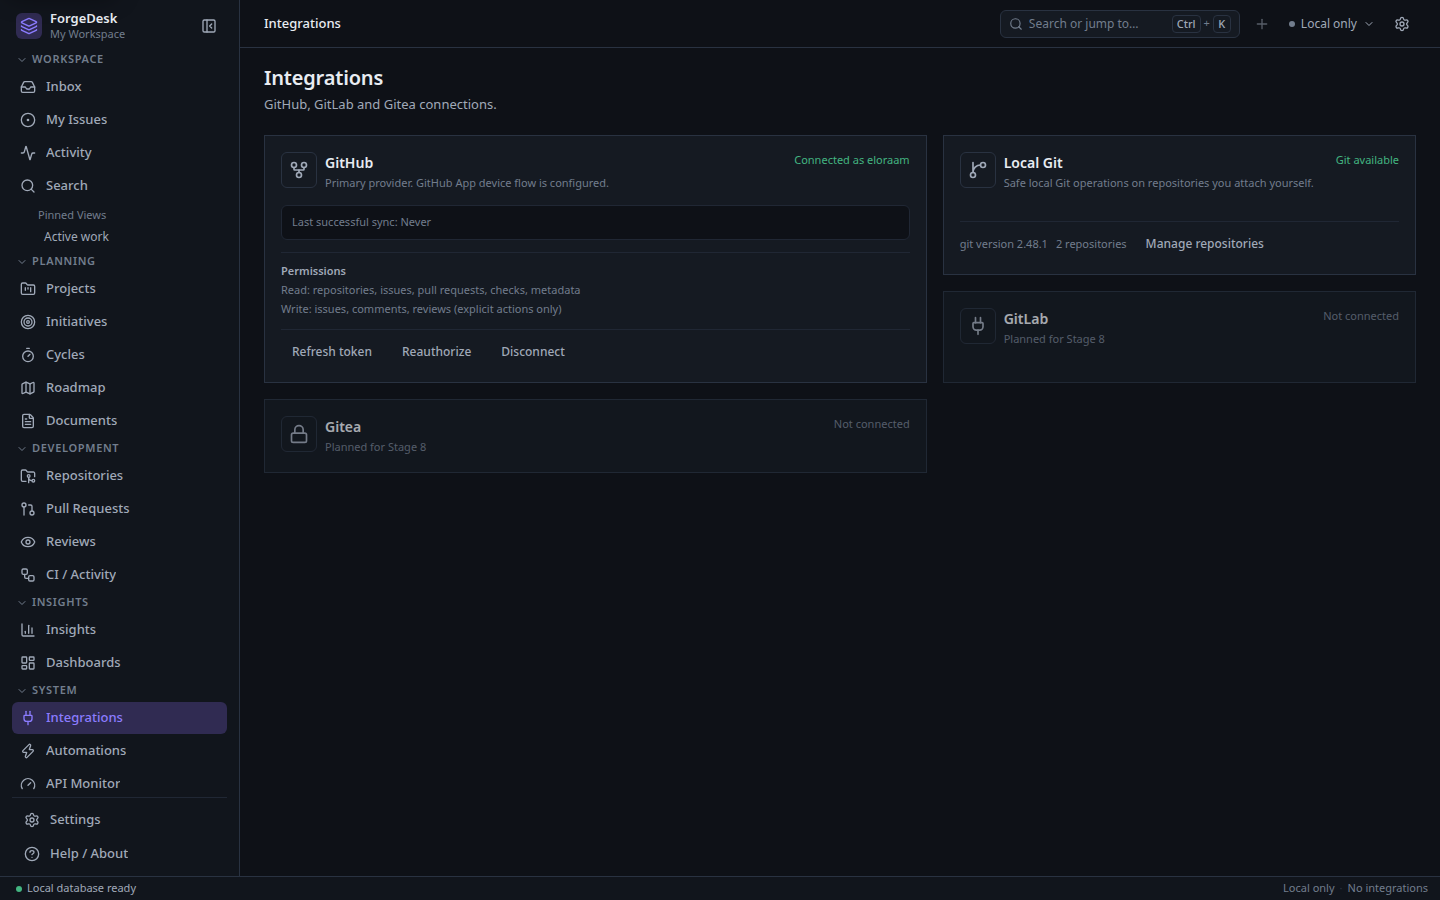 ForgeDesk
My Workspace
WORKSPACE
Inbox
My Issues
Activity
Search
Pinned Views
Active work
PLANNING
Projects
Initiatives
Cycles
Roadmap
Documents
DEVELOPMENT
Repositories
Pull Requests
Reviews
CI / Activity
INSIGHTS
Insights
Dashboards
SYSTEM
Integrations
Automations
API Monitor
Settings
Help / About
Integrations
Search or jump to... Ctrl + K
Local only
Integrations
GitHub, GitLab and Gitea connections.
GitHub
Connected as eloraam
Primary provider. GitHub App device flow is configured.
Last successful sync: Never
Permissions
Read: repositories, issues, pull requests, checks, metadata
Write: issues, comments, reviews (explicit actions only)
Refresh token Reauthorize Disconnect
Local Git
Git available
Safe local Git operations on repositories you attach yourself.
git version 2.48.1 2 repositories Manage repositories
GitLab
Not connected
Planned for Stage 8
Gitea
Not connected
Planned for Stage 8
Local database ready
Local only · No integrations